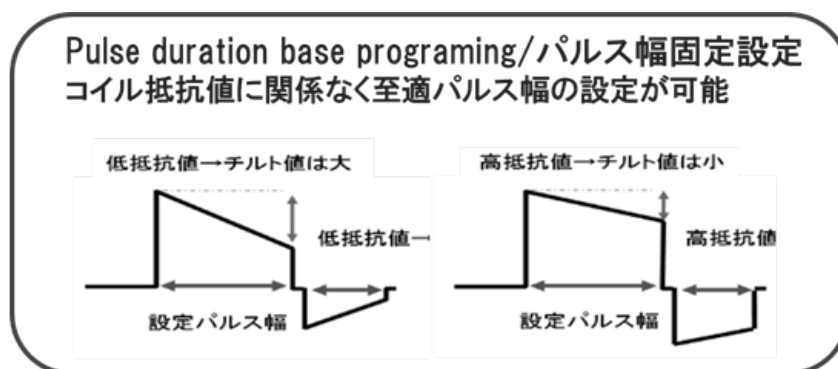 Pulse duration base programing/パルス幅固定設定
コイル抵抗値に関係なく至適パルス幅の設定が可能
低抵抗値→チルト値は大
低抵抗値→
設定パルス幅
高抵抗値→チルト値は小
高抵抗値
設定パルス幅